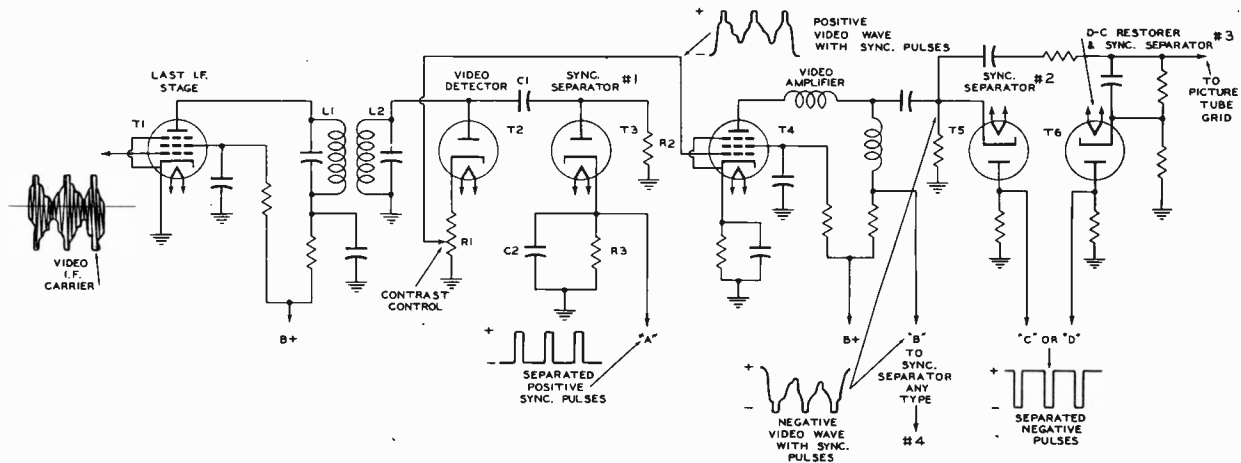 LAST I.F.
STAGE
T1
L1
L2
VIDEO
I.F.
CARRIER
B+
VIDEO
DETECTOR
T2
C1
SYNC.
SEPARATOR #1
T3
R2
R1
CONTRAST
CONTROL
C2
R3
"A"
+
-
SEPARATED
POSITIVE
SYNC. PULSES
+
-
POSITIVE
VIDEO WAVE
WITH SYNC. PULSES
VIDEO
AMPLIFIER
T4
B+
"B"
TO SYNC.
SEPARATOR
ANY
TYPE
#4
+
-
NEGATIVE
VIDEO WAVE
WITH SYNC.
PULSES
SYNC.
SEPARATOR
#2
T5
D-C RESTORER
& SYNC. SEPARATOR #3
T6
TO
PICTURE TUBE
GRID
"C" OR "D"
+
-
SEPARATED
NEGATIVE
PULSES